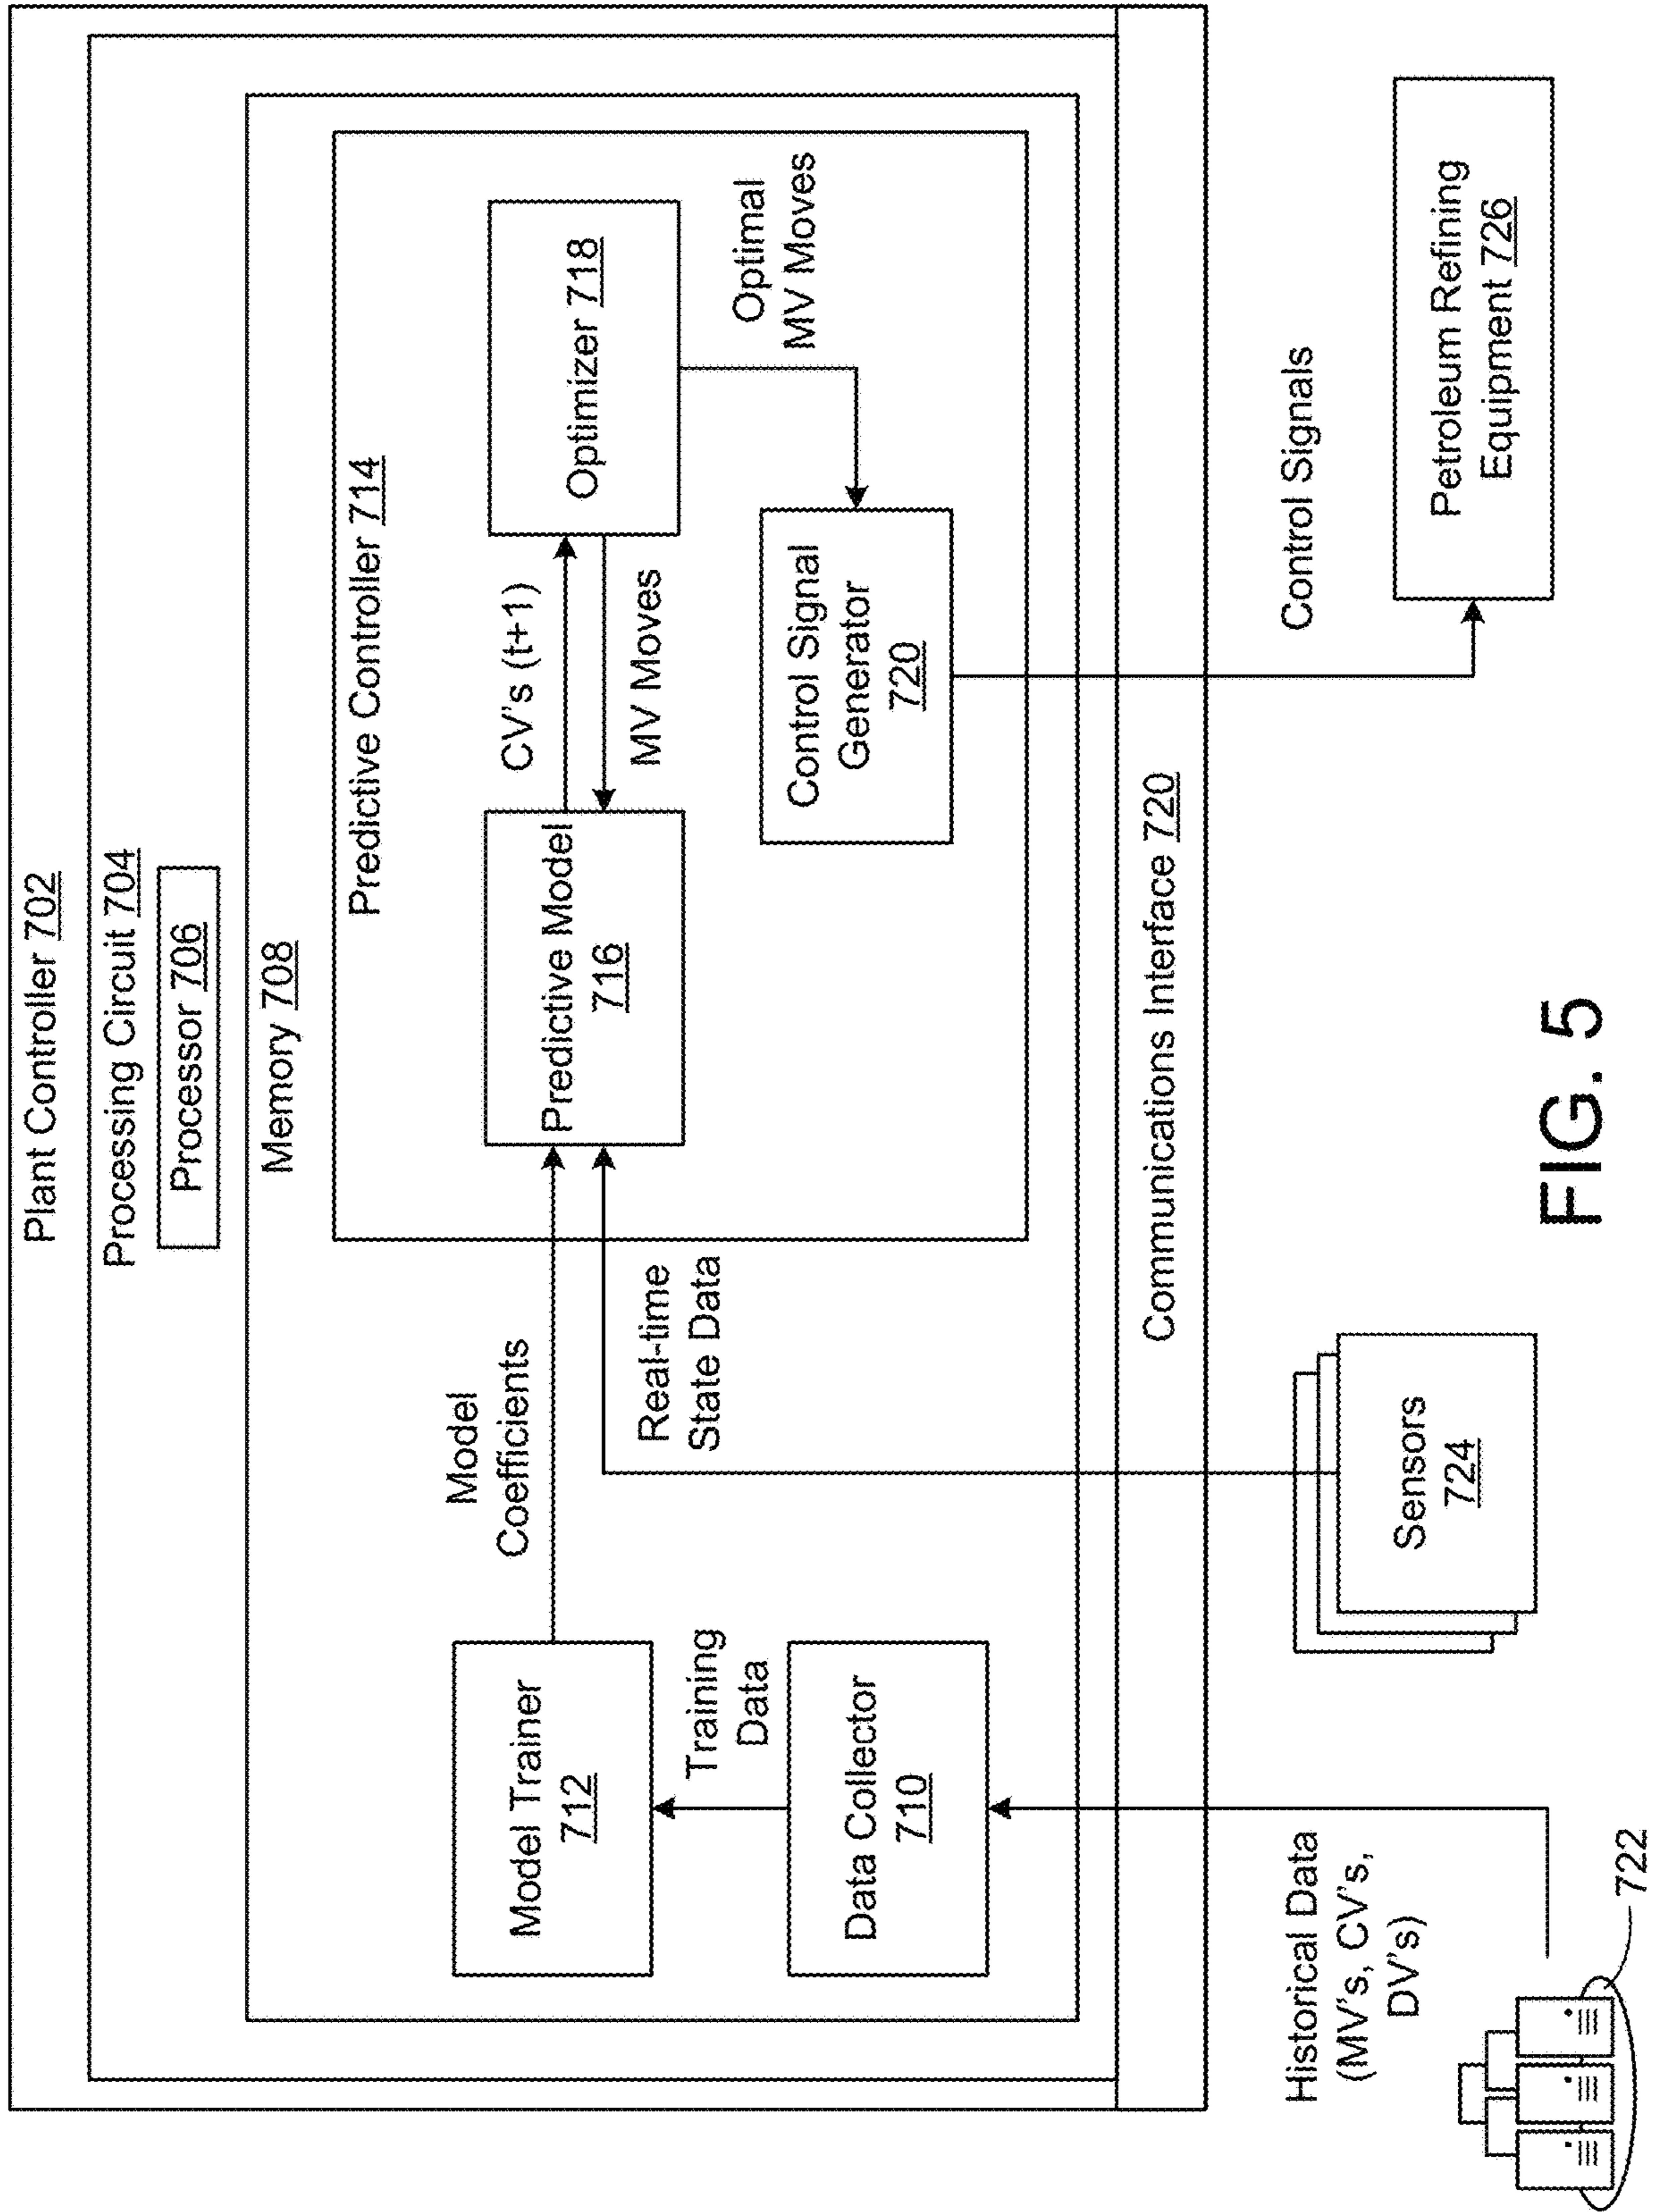 Plant Controller 702
Processing Circuit 704
Processor 706
Memory 708
Predictive Controller 714
Model Trainer
712
Training
Data
Data Collector
710
Model
Coefficients
Real-time
State Data
Predictive Model
716
CV's (t+1)
MV Moves
Optimizer 718
Optimal
MV Moves
Control Signal
Generator
720
Communications Interface 720
Historical Data
(MV's, CV's,
DV's)
722
Sensors
724
Control Signals
Petroleum Refining
Equipment 726
FIG. 5